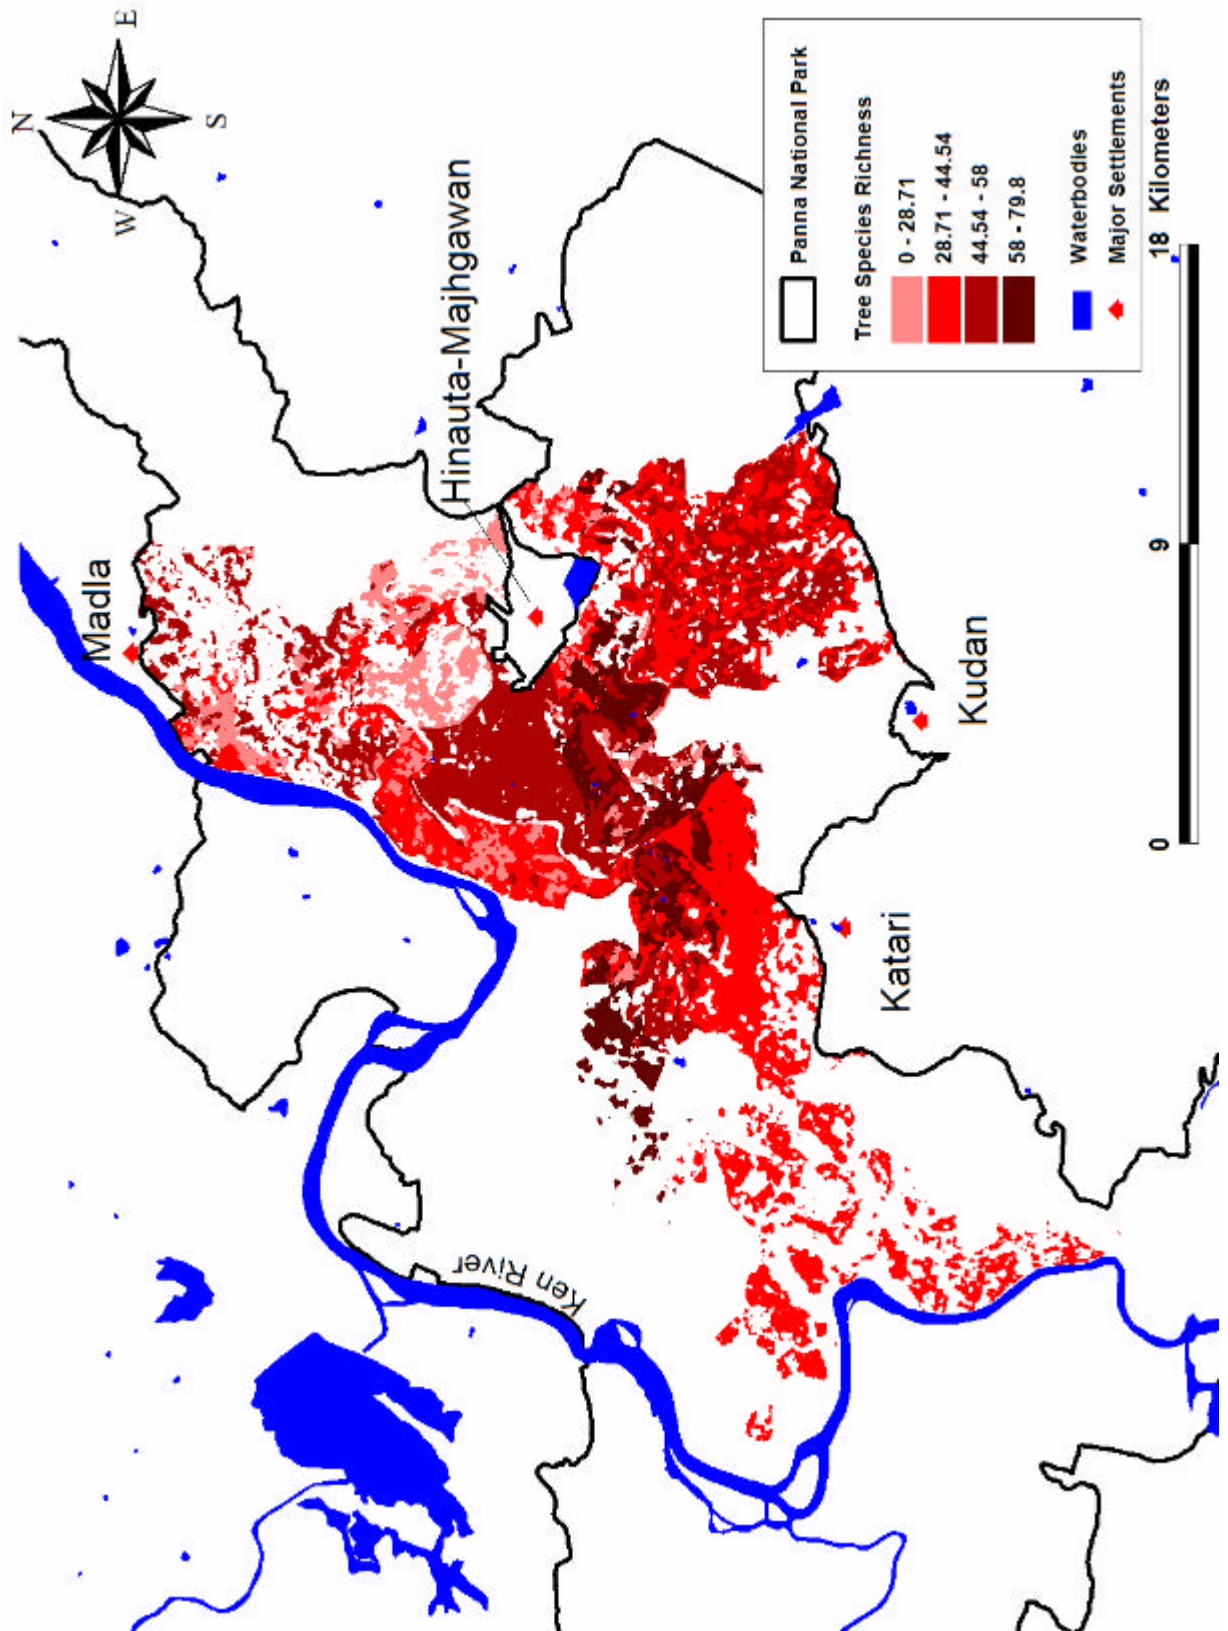 N
E
W
S
Madla
Hinauta-Majhgawan
Ken River
Katari
Kudan
Panna National Park
Tree Species Richness
0 - 28.71
28.71 - 44.54
44.54 - 58
58 - 79.8
Waterbodies
Major Settlements
0 9 18 Kilometers